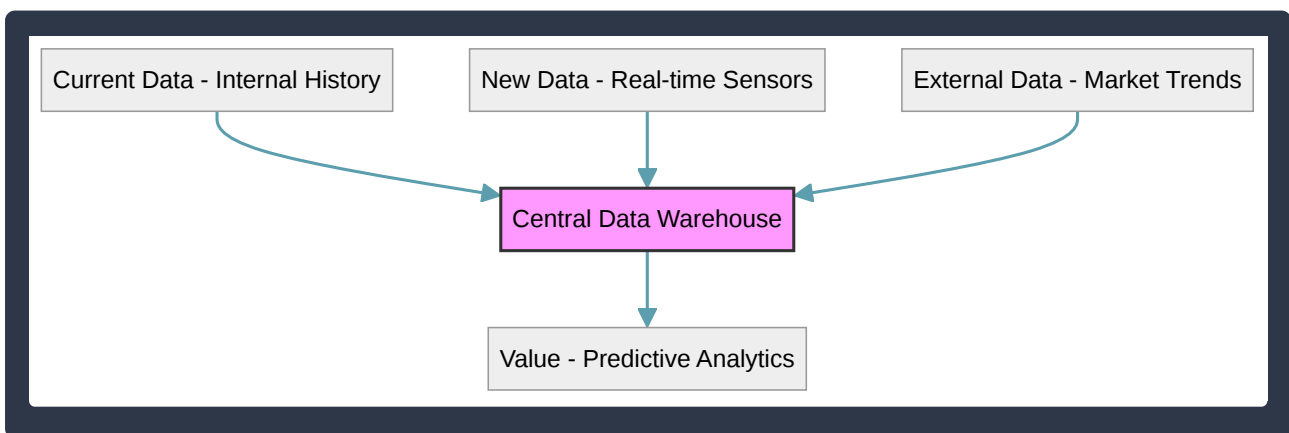 Current Data - Internal History
New Data - Real-time Sensors
External Data - Market Trends
Central Data Warehouse
Value - Predictive Analytics